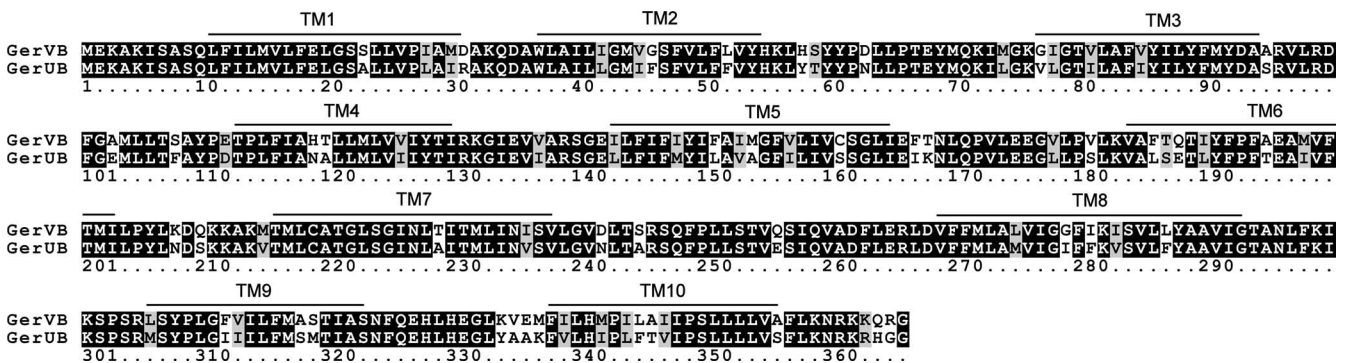 TM1 TM2 TM3
GerVB MEKAKISASQLFILMVLFELGSSLLVPIAMDAKQDAWLAILIGMVGSFVLFLVYHKLHSYYPDLLPTEYMQKIMGKGIGTVLAFVYILYFMYDAARVLRD
GerUB MEKAKISASQLFILMVLFELGSALLVPLAIRAKQDAWLAILLGMIFSFVLFFVYHKLYTYYPNLLPTEYMQKILGKVLGTILAFIYILYFMYDASRVLRD
1........10........20........30........40........50........60........70........80........90.........
TM4 TM5 TM6
GerVB FGAMLLTSAYPETPLFIAHTLLMLVVIYTIRKGIEVVARSGEILFIFIYIFAIMGFVLIVCSGLIEFTNLQPVLEEGVLPVLKVAFTQTIYFPFAEAMVF
GerUB FGEMLLTFAYPDTPLFIANALLMLVIIYTIRKGIEVIARSGELLFIFMYILAVAGFILIVSSGLIEIKNLQPVLEEGLLPSLKVALSETLYFPFTEAIVF
101......110.......120.......130.......140.......150.......160.......170.......180.......190........
TM7 TM8
GerVB TMILPYLKDQKKAKMTMLCATGLSGINLTITMLINISVLGVDLTSRSQFPLLSTVQSIQVADFLERLDVFFMLALVIGGFIKISVLLYAAVIGTANLFKI
GerUB TMILPYLNDSKKAKVTMLCATGLSGINLAITMLINVSVLGVNLTARSQFPLLSTVESIQVADFLERLDVFFMLAMVIGIFFKVSVLFYAAVIGTANLFKI
201......210.......220.......230.......240.......250.......260.......270.......280.......290........
TM9 TM10
GerVB KSPSRLSYPLGFVILFMASTIASNFQEHLHEGLKVEMFILHMPILAIIPSLLLLVAFLKNRKKQRG
GerUB KSPSRMSYPLGIIILFMSMTIASNFQEHLHEGLYAAKFVLHIPLFTVIPSLLLLVSFLKNRKRHGG
301......310.......320.......330.......340.......350.......360....